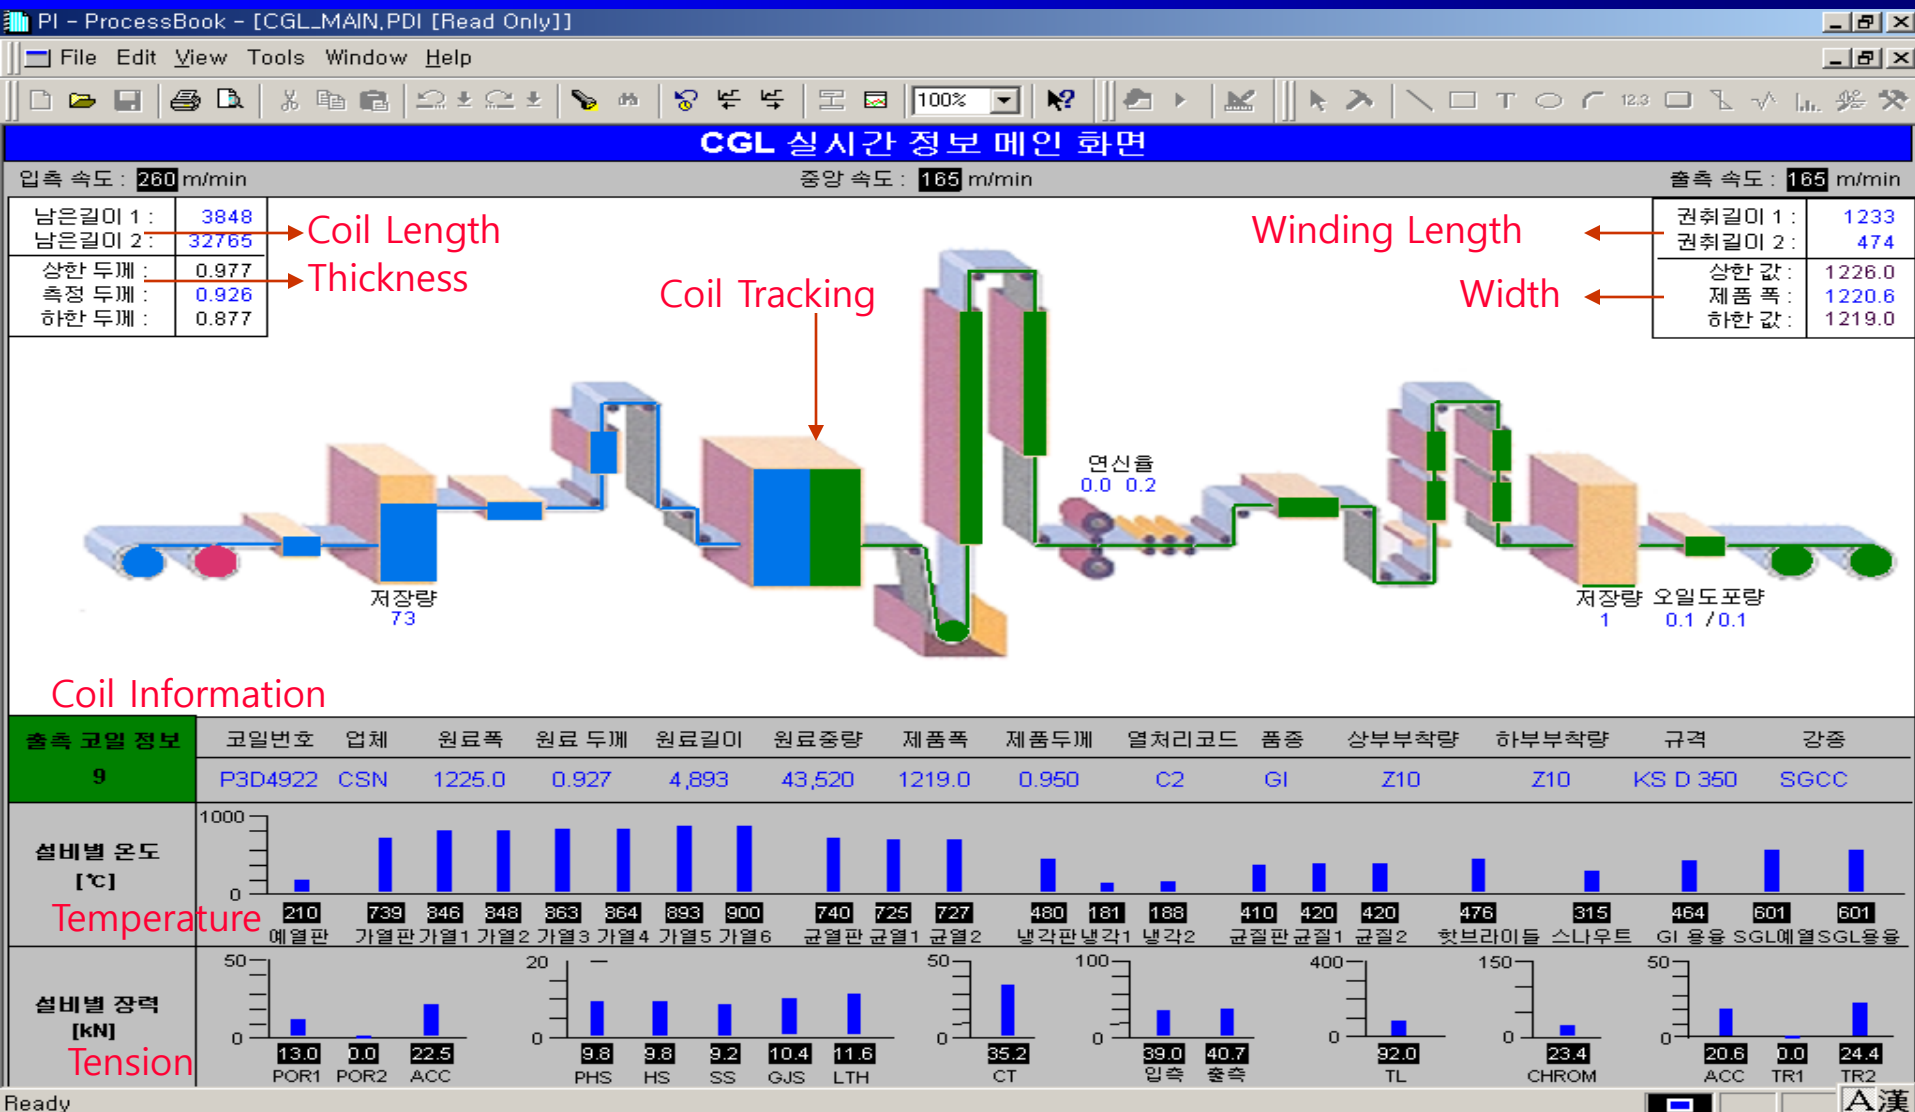 PI - ProcessBook - [CGL_MAIN,PDI [Read Only]]
File Edit View Tools Window Help
100%
T 12.3
CGL 실시간 정보 메인 화면
입측 속도 : 260 m/min 중앙 속도 : 165 m/min 출측 속도 : 165 m/min
남은길이 1 : 3848
남은길이 2 : 32765
상한 두께 : 0.977
측정 두께 : 0.926
하한 두께 : 0.877
Coil Length
Thickness
Coil Tracking
Winding Length
Width
권취길이 1 : 1233
권취길이 2 : 474
상한 값 : 1226.0
제품 폭 : 1220.6
하한 값 : 1219.0
연신율
0.0 0.2
저장량
73
저장량 오일도포량
1 0.1 / 0.1
Coil Information
출측 코일 정보 코일번호 업체 원료폭 원료 두께 원료길이 원료중량 제품폭 제품두께 열처리코드 품종 상부부착량 하부부착량 규격 강종
9 P3D4922 CSN 1225.0 0.927 4,893 43,520 1219.0 0.950 C2 GI Z10 Z10 KS D 350 SGCC
설비별 온도
[℃]
Temperature
1000
0
210 739 846 848 863 864 893 900 740 725 727 480 181 188 410 420 420 476 315 464 601 601
예열판 가열판 가열1 가열2 가열3 가열4 가열5 가열6 균열판 균열1 균열2 냉각판 냉각1 냉각2 균질판 균질1 균질2 핫브라이들 스나우트 GI 용융 SGL예열 SGL용융
설비별 장력
[kN]
Tension
50 20 50 100 400 150 50
0 0 0 0 0 0 0
13.0 0.0 22.5 9.8 9.8 9.2 10.4 11.6 35.2 39.0 40.7 92.0 23.4 20.6 0.0 24.4
POR1 POR2 ACC PHS HS SS GJS LTH CT 입측 출측 TL CHROM ACC TR1 TR2
Ready
A漢